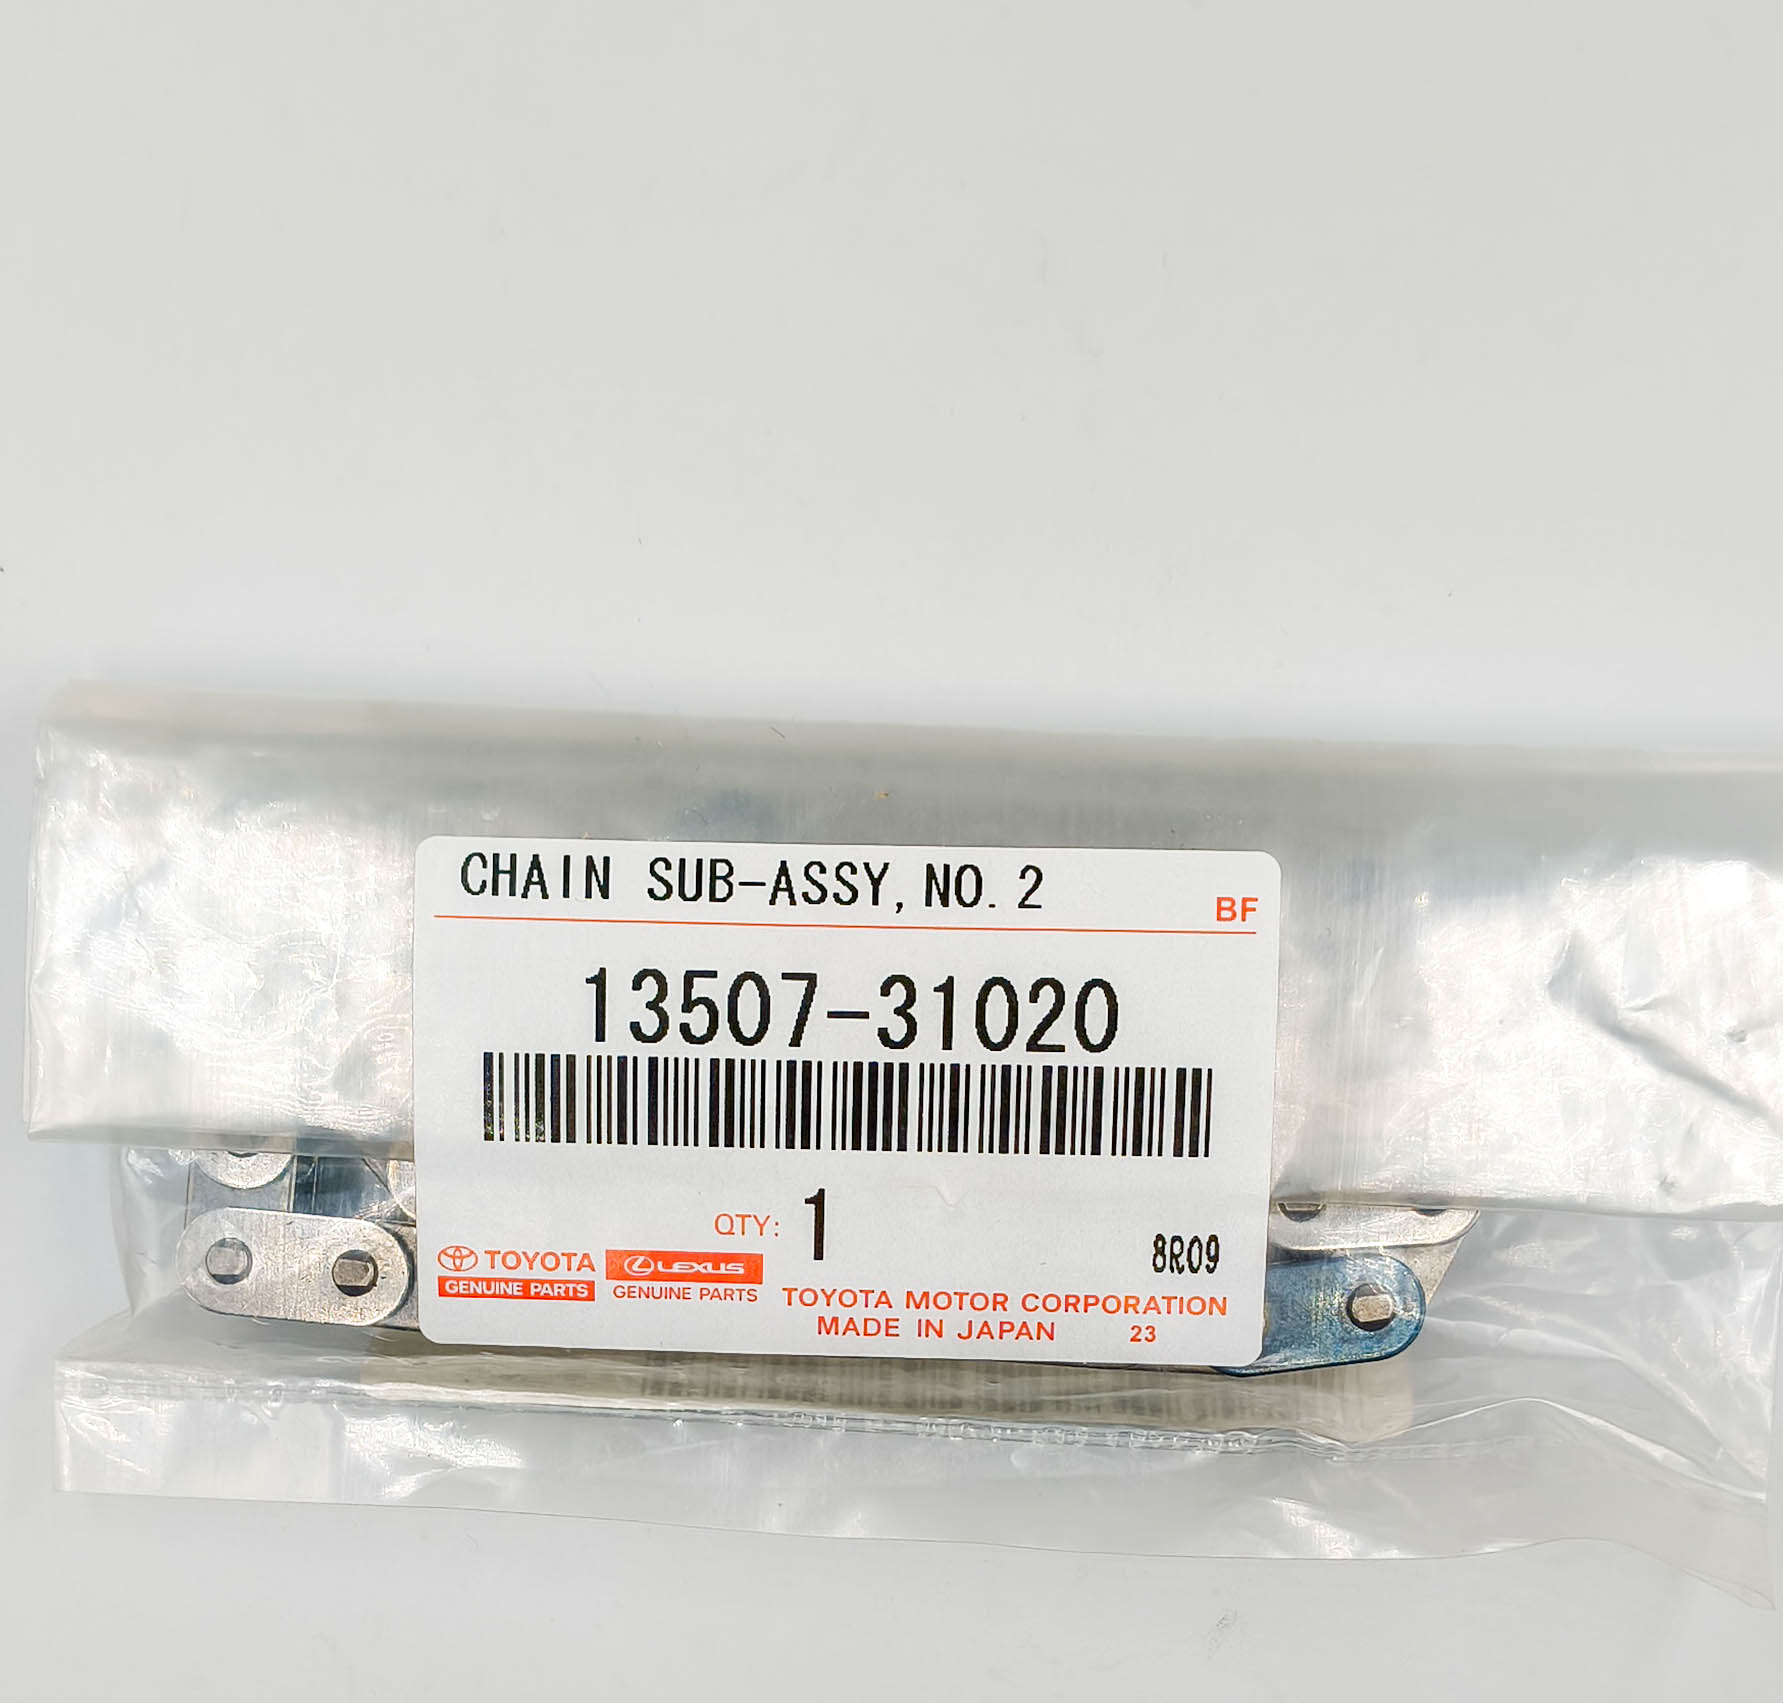 CHAIN SUB-ASSY, NO. 2
BF
13507-31020
QTY: 1
8R09
TOYOTA LEXUS
GENUINE PARTS GENUINE PARTS
TOYOTA MOTOR CORPORATION
MADE IN JAPAN 23